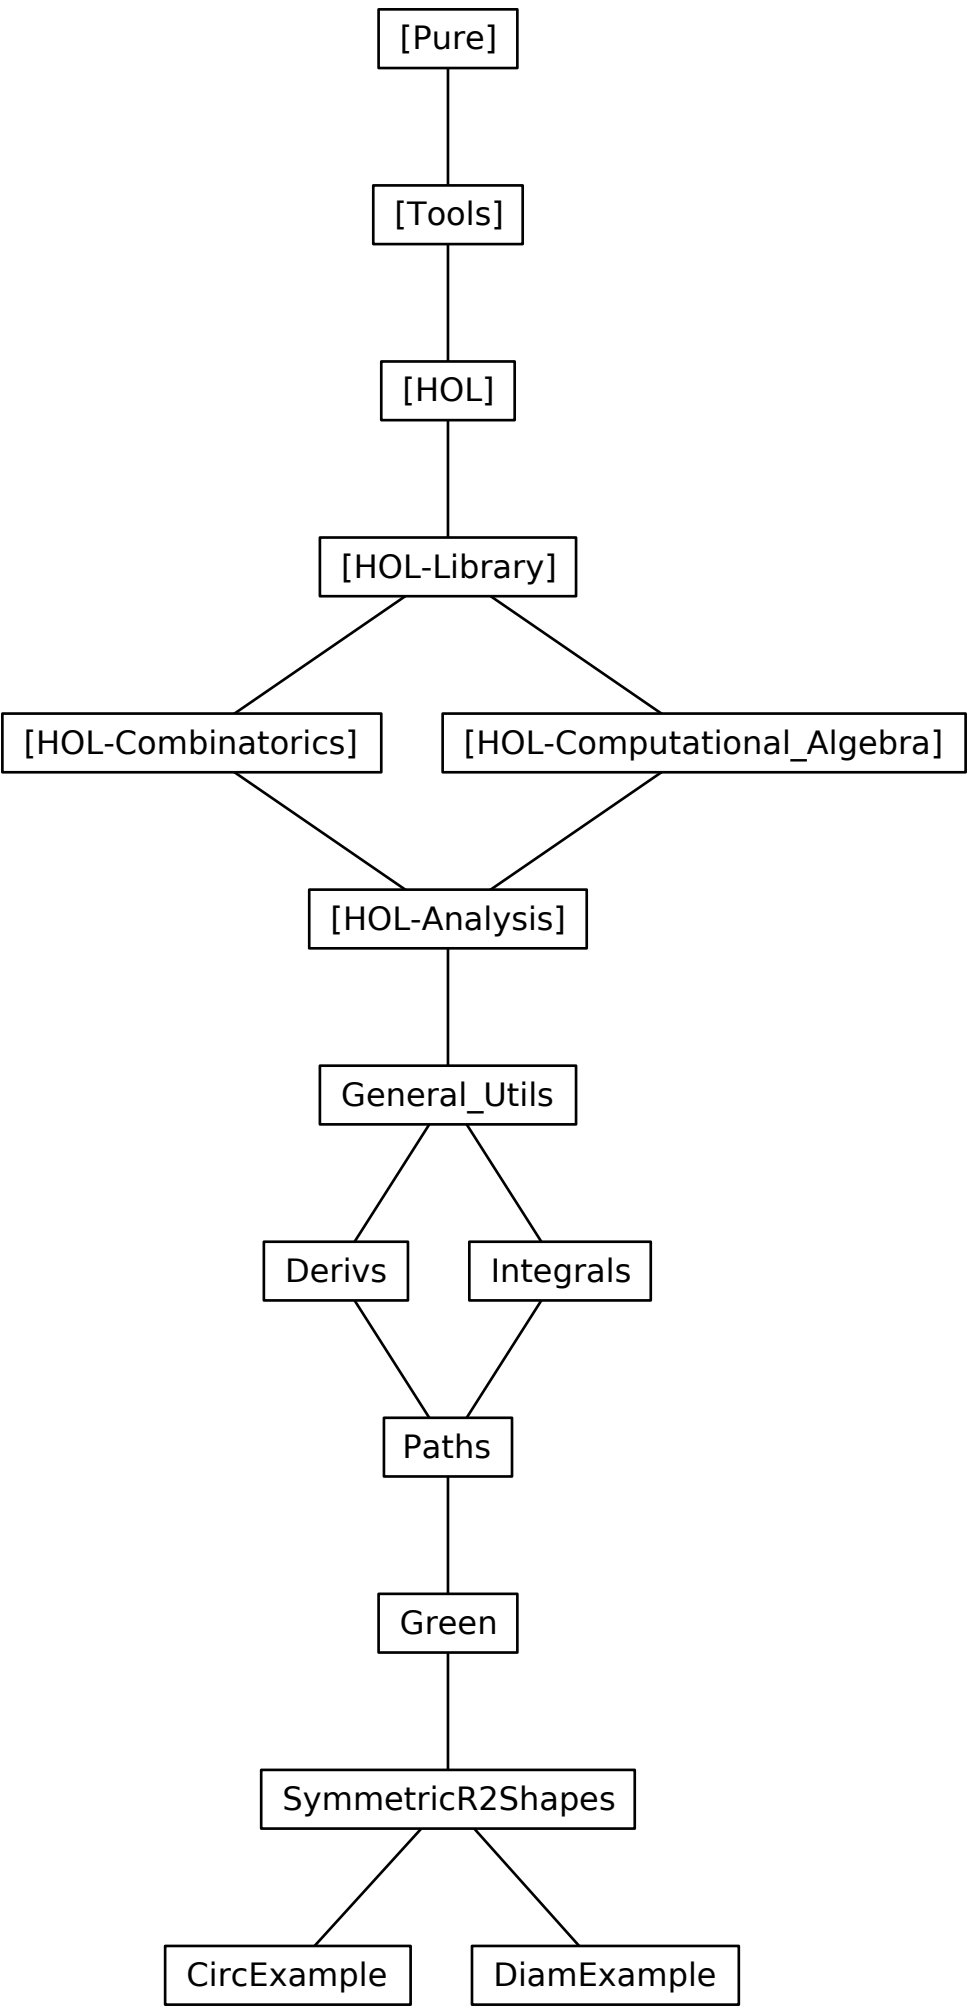 [Pure]
[Tools]
[HOL]
[HOL-Library]
[HOL-Combinatorics]
[HOL-Computational_Algebra]
[HOL-Analysis]
General_Utils
Derivs
Integrals
Paths
Green
SymmetricR2Shapes
CircExample
DiamExample